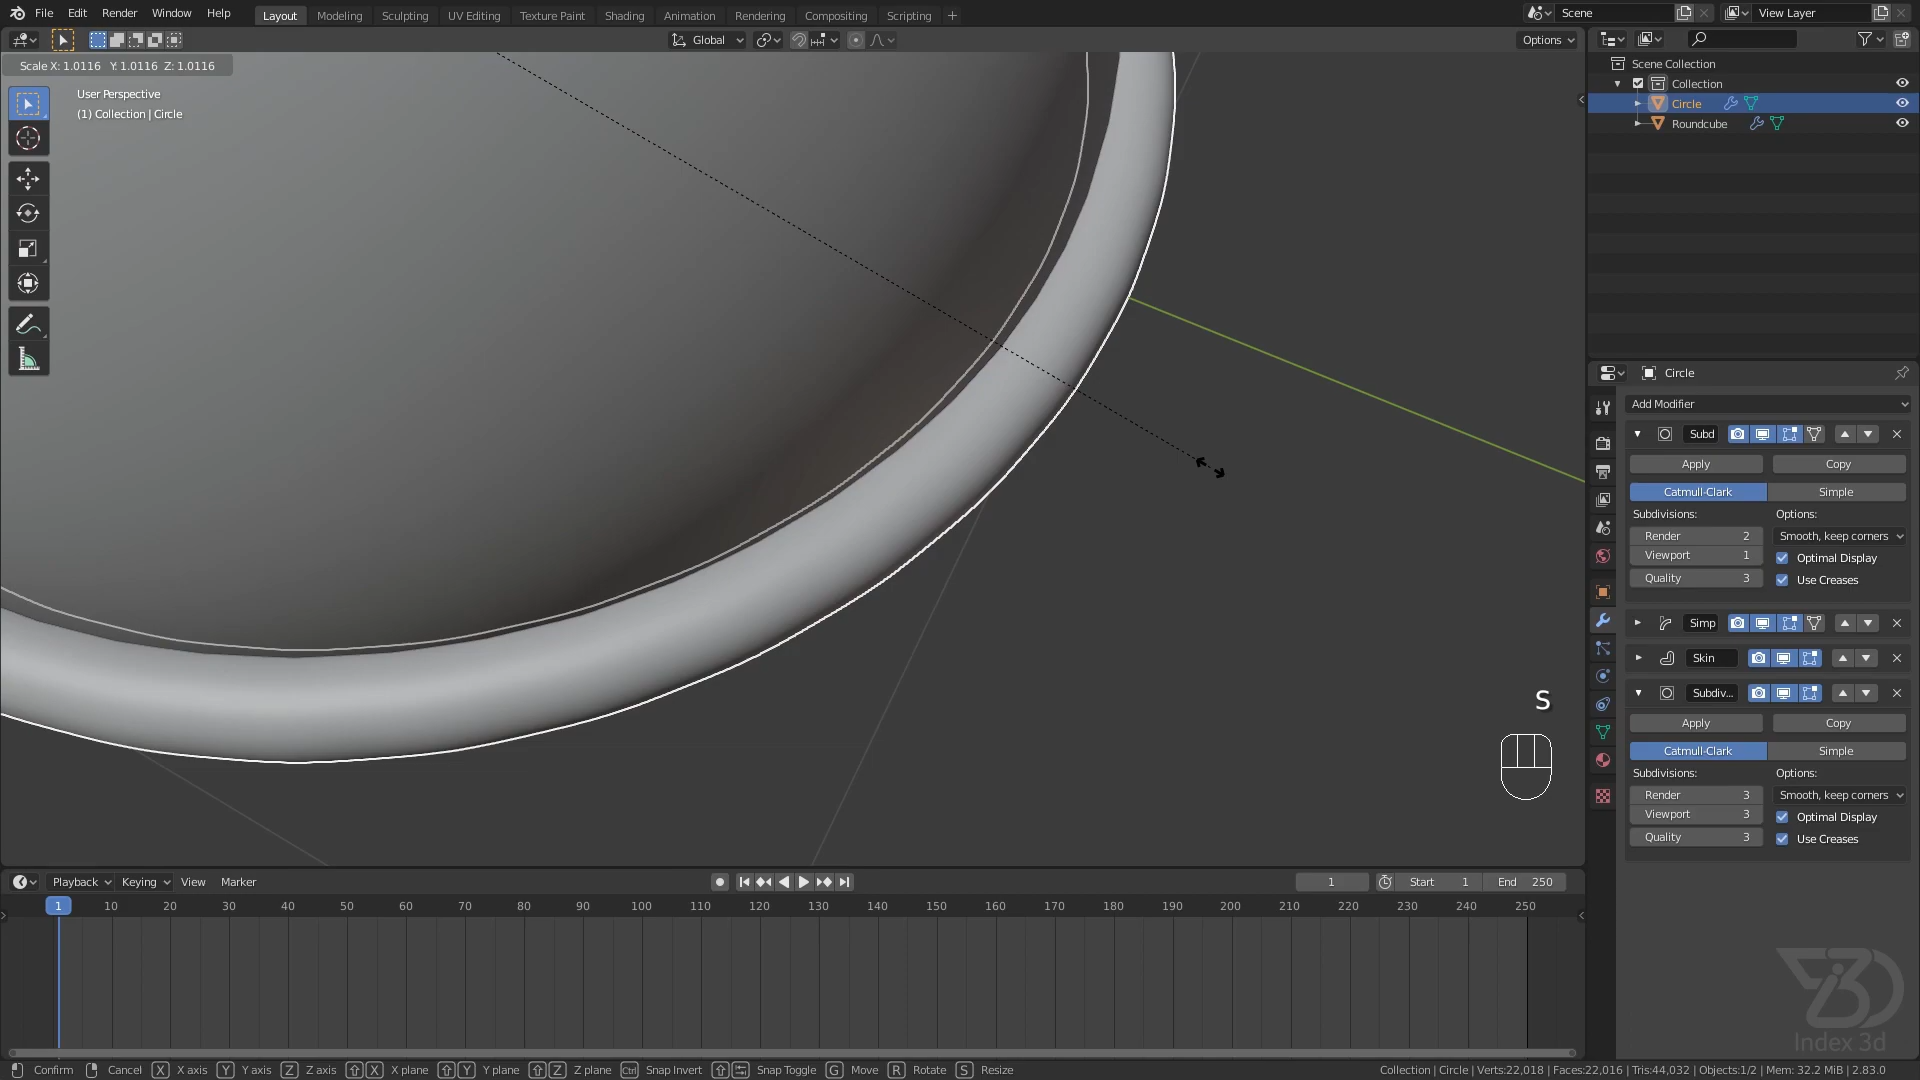 File Edit Render Window Help Layout Modeling Sculpting UV Editing Texture Paint Shading Animation Rendering Compositing Scripting + Scene View Layer
Global Options
Scale X: 1.0116 Y: 1.0116 Z: 1.0116
User Perspective
(1) Collection | Circle
Scene Collection
Collection
Circle
Roundcube
Circle
Add Modifier
Subd
Apply Copy
Catmull-Clark Simple
Subdivisions: Options:
Render 2 Smooth, keep corners
Viewport 1 Optimal Display
Quality 3 Use Creases
Simp
Skin
Subdiv...
Apply Copy
Catmull-Clark Simple
Subdivisions: Options:
Render 3 Smooth, keep corners
Viewport 3 Optimal Display
Quality 3 Use Creases
S
Playback Keying View Marker 1 Start 1 End 250
1 10 20 30 40 50 60 70 80 90 100 110 120 130 140 150 160 170 180 190 200 210 220 230 240 250
Index 3d
Confirm Cancel X X axis Y Y axis Z Z axis X X plane Y Y plane Z Z plane Ctrl Snap Invert Snap Toggle G Move R Rotate S Resize Collection | Circle | Verts:22,018 | Faces:22,016 | Tris:44,032 | Objects:1/2 | Mem: 32.2 MiB | 2.83.0